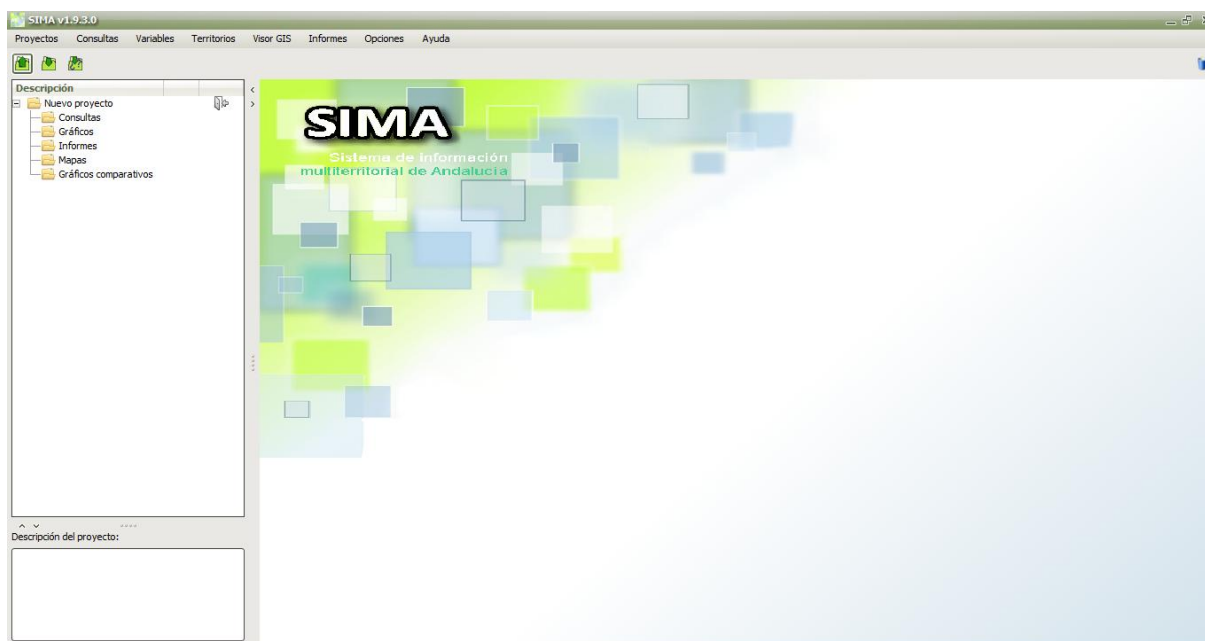 SIMA v1.9.3.0
Proyectos Consultas Variables Territorios Visor GIS Informes Opciones Ayuda
Descripción
Nuevo proyecto
Consultas
Gráficos
Informes
Mapas
Gráficos comparativos
SIMA
Sistema de información
multiterritorial de Andalucía
Descripción del proyecto: